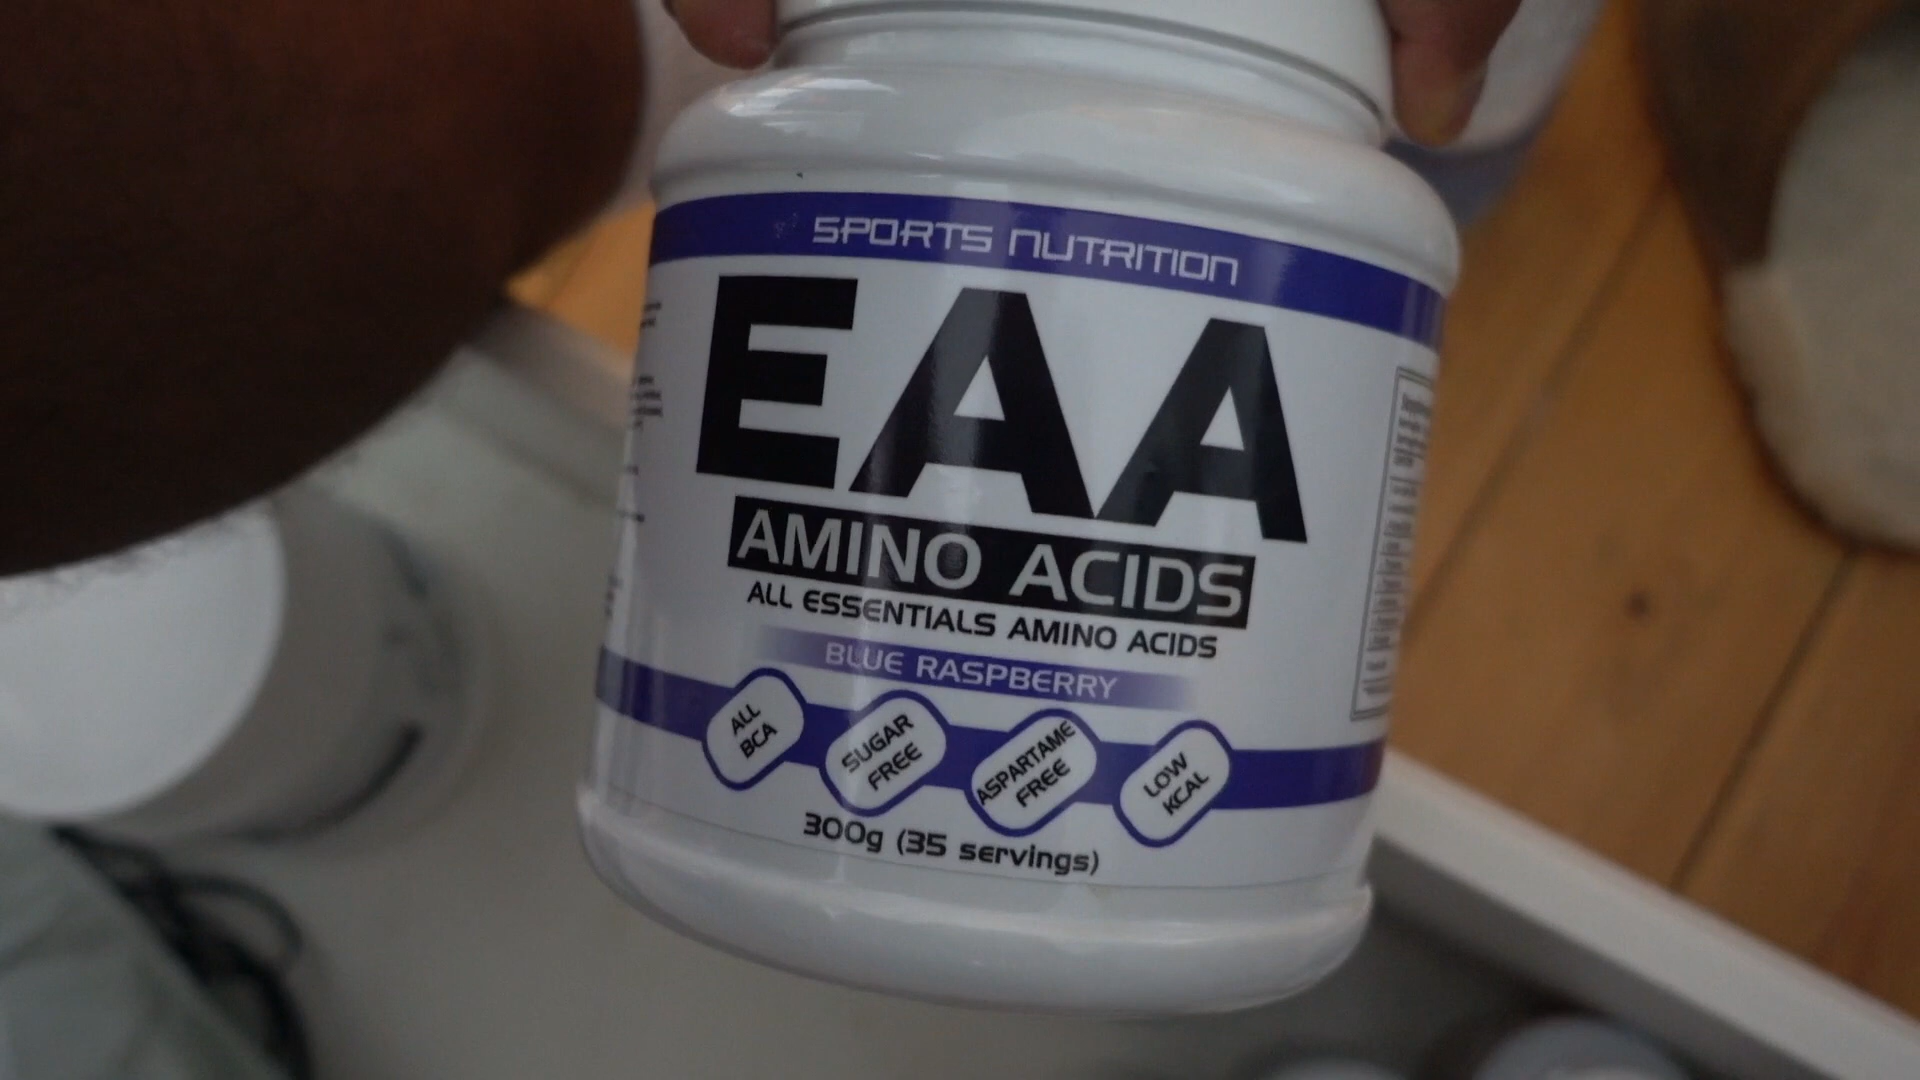 SPORTS NUTRITION
EAA
AMINO ACIDS
ALL ESSENTIALS AMINO ACIDS
BLUE RASPBERRY
ALL
BCA
SUGAR
FREE
ASPARTAME
FREE
LOW
KCAL
300g (35 servings)